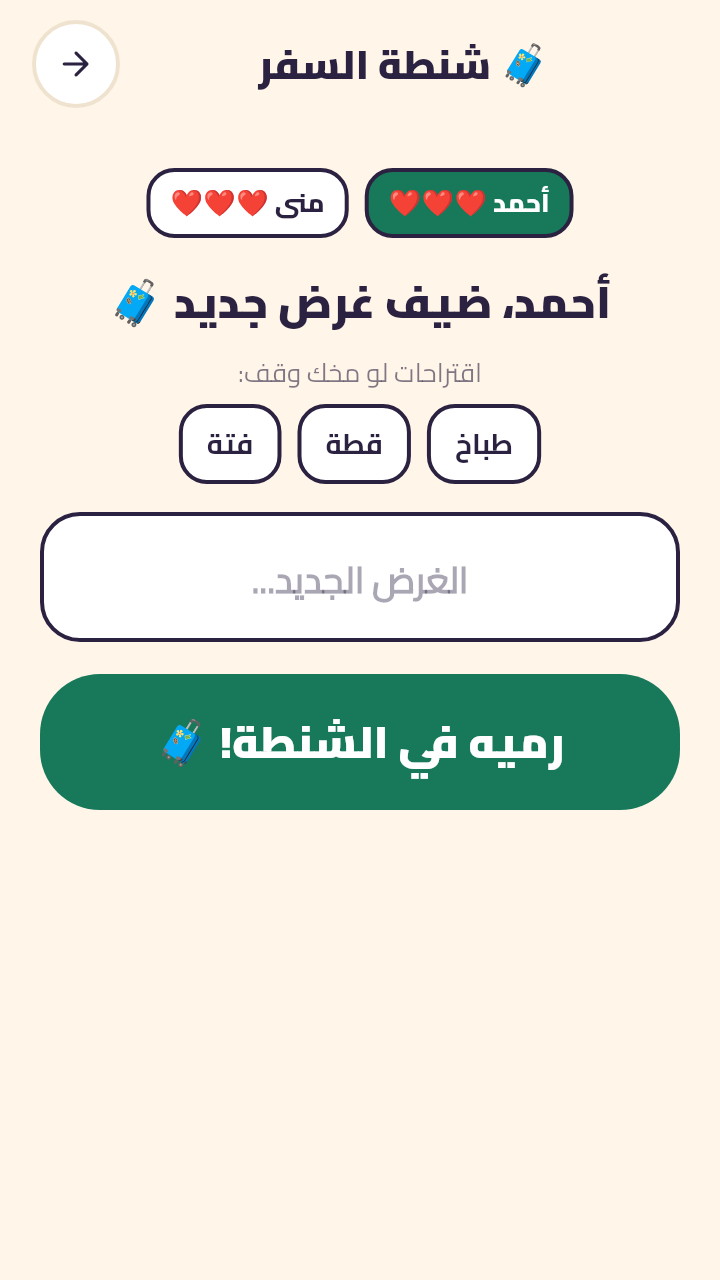 🧳 شنطة السفر
أحمد ❤️❤️❤️
منى ❤️❤️❤️
أحمد، ضيف غرض جديد 🧳
اقتراحات لو مخك وقف:
طباخ
قطة
فتة
الغرض الجديد...
رميه في الشنطة! 🧳